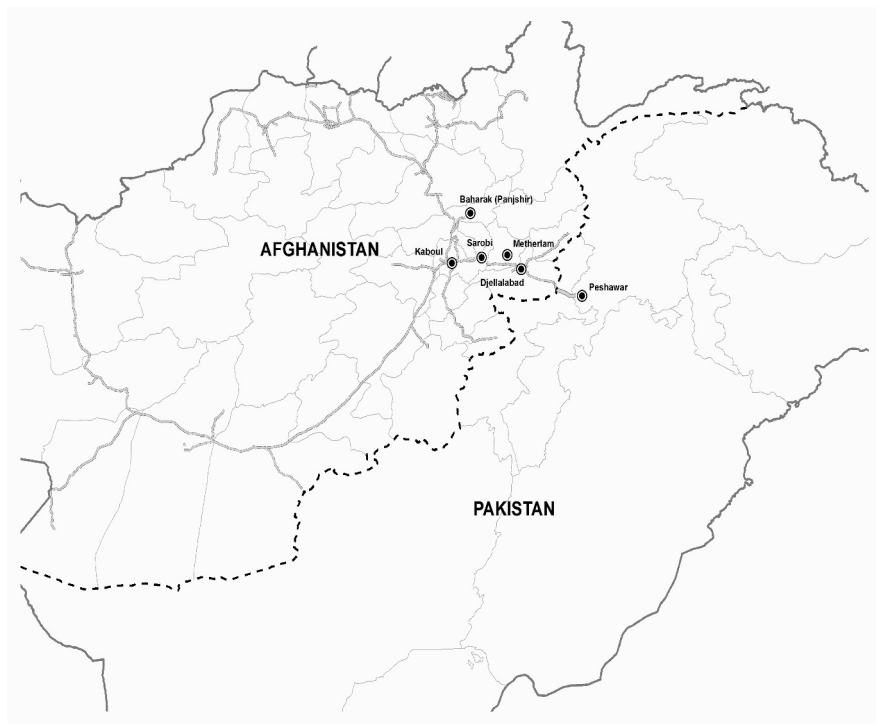 Baharak (Panjshir)
AFGHANISTAN
Kaboul
Sarobi
Metherlam
Djellalabad
Peshawar
PAKISTAN